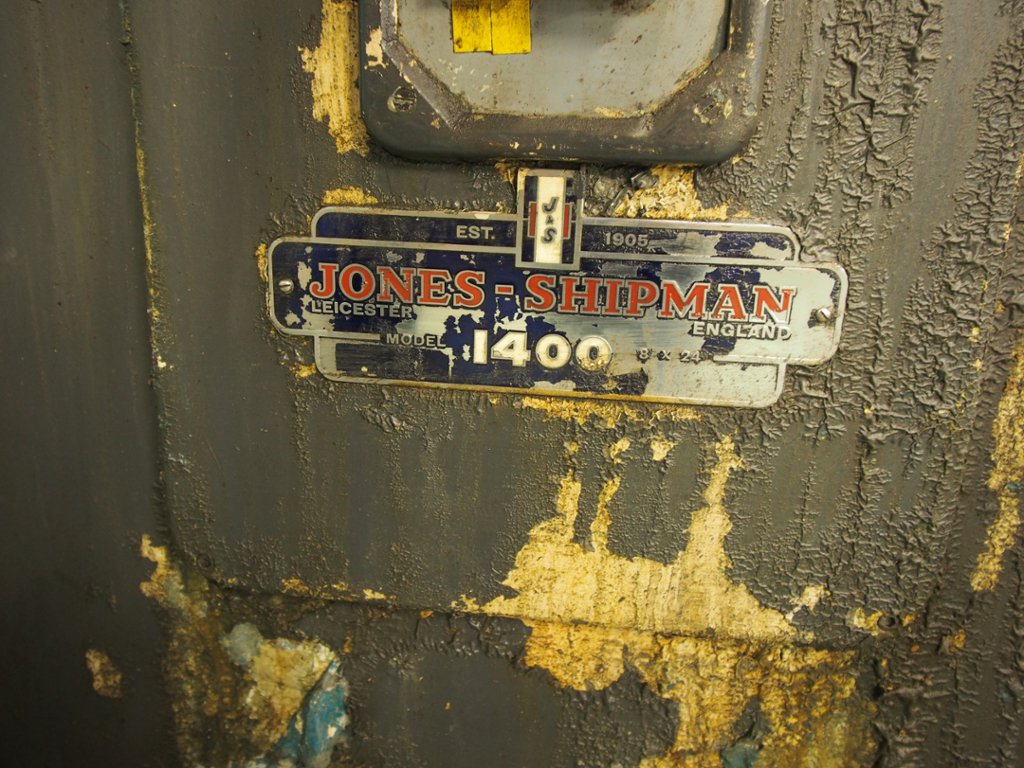 J & S
EST. 1905
JONES-SHIPMAN
LEICESTER ENGLAND
MODEL 1400 8 X 24